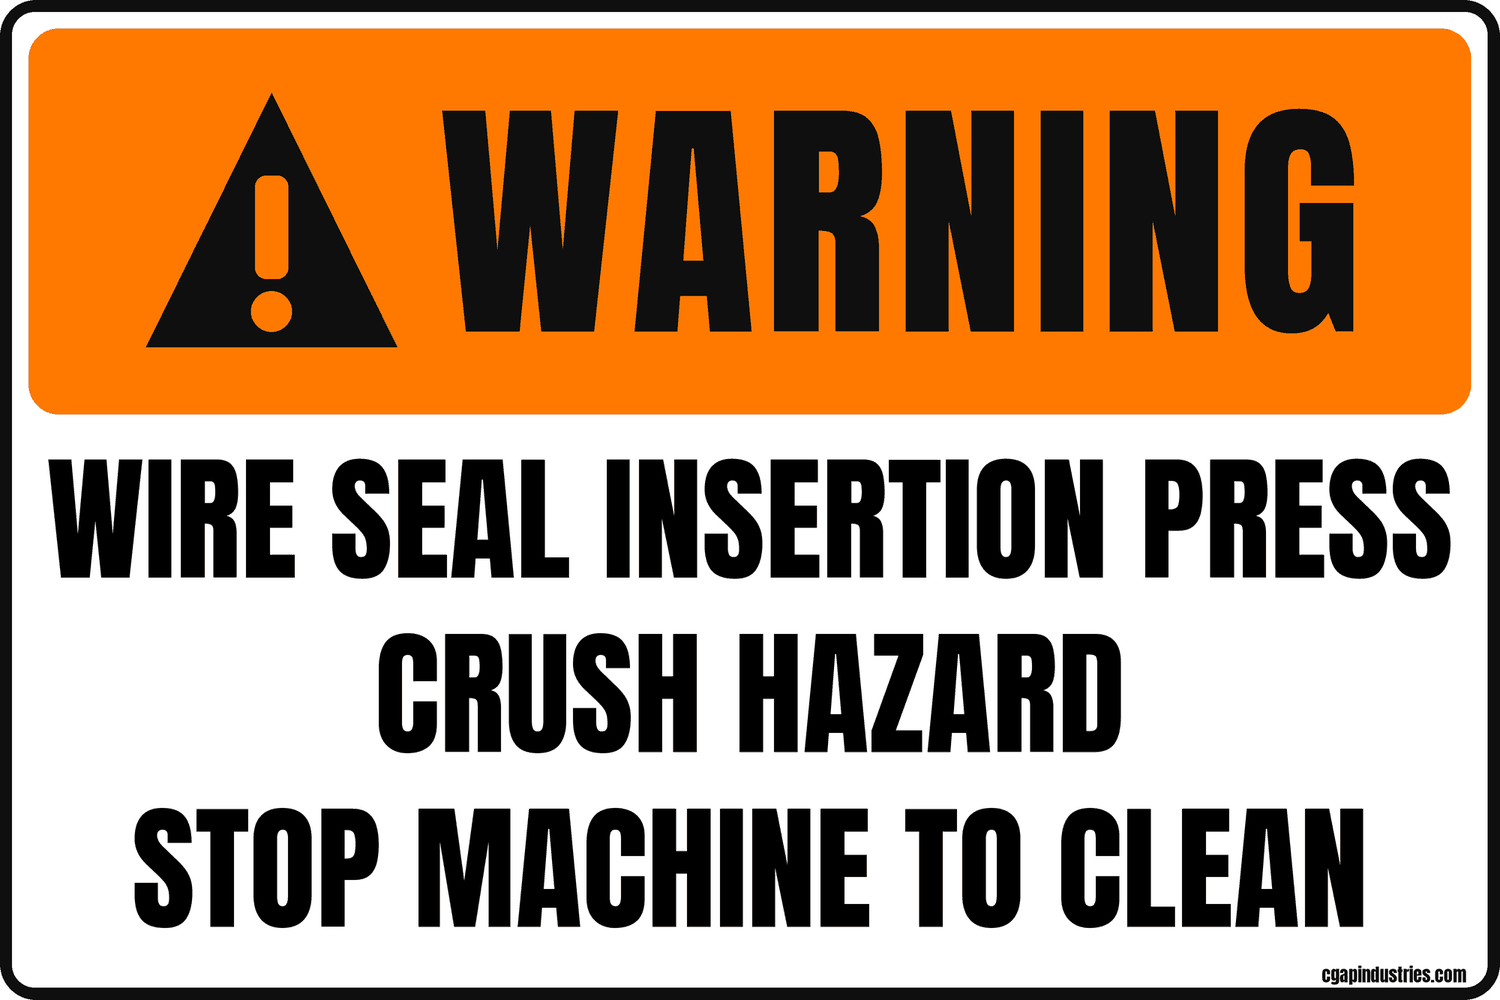 WARNING
WIRE SEAL INSERTION PRESS
CRUSH HAZARD
STOP MACHINE TO CLEAN
cgapindustries.com